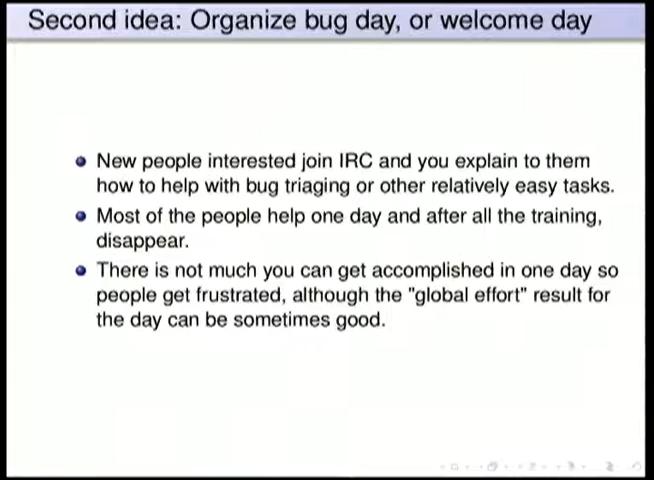 Second idea: Organize bug day, or welcome day
New people interested join IRC and you explain to them
how to help with bug triaging or other relatively easy tasks.
Most of the people help one day and after all the training,
disappear.
There is not much you can get accomplished in one day so
people get frustrated, although the "global effort" result for
the day can be sometimes good.